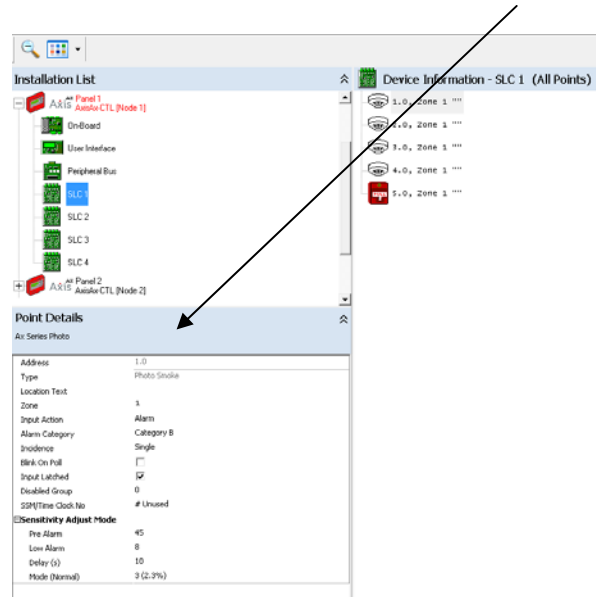 Installation List
Device Information - SLC 1 (All Points)
Axis AX Panel 1
AxisAx-CTL [Node 1]
On-Board
User Interface
Peripheral Bus
SLC 1
SLC 2
SLC 3
SLC 4
Axis AX Panel 2
AxisAx-CTL [Node 2]
1.0, Zone 1 ""
2.0, Zone 1 ""
3.0, Zone 1 ""
4.0, Zone 1 ""
5.0, Zone 1 ""
Point Details
Ax Series Photo
Address 1.0
Type Photo Smoke
Location Text
Zone 1
Input Action Alarm
Alarm Category Category B
Incidence Single
Blink On Poll
Input Latched
Disabled Group 0
SSM/Time Clock No # Unused
Sensitivity Adjust Mode
Pre Alarm 45
Low Alarm 8
Delay (s) 10
Mode (Normal) 3 (2.3%)